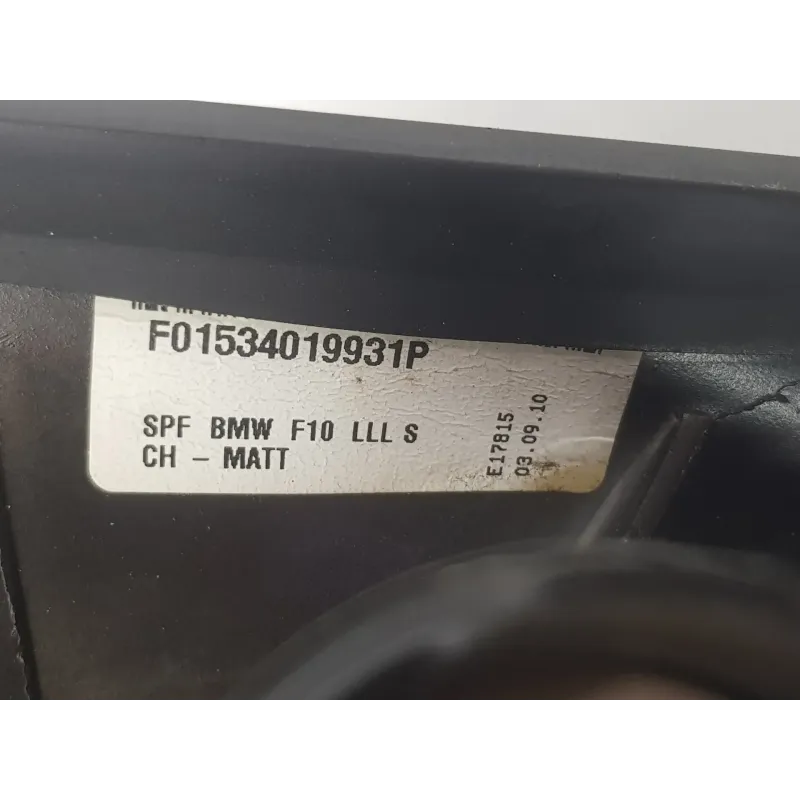 F01534019931P
SPF BMW F10 LLL S
CH - MATT
E17815
03.09.10